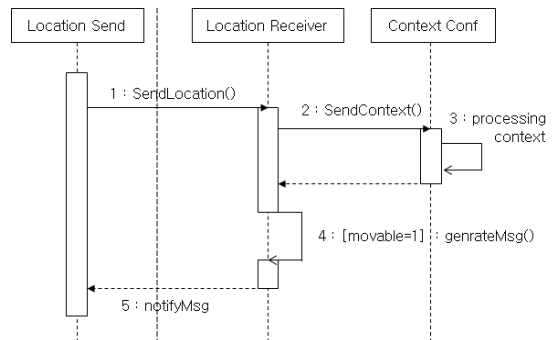 Location Send
Location Receiver
Context Conf
1 : SendLocation()
2 : SendContext()
3 : processing
context
4 : [movable=1] : genrateMsg()
5 : notifyMsg